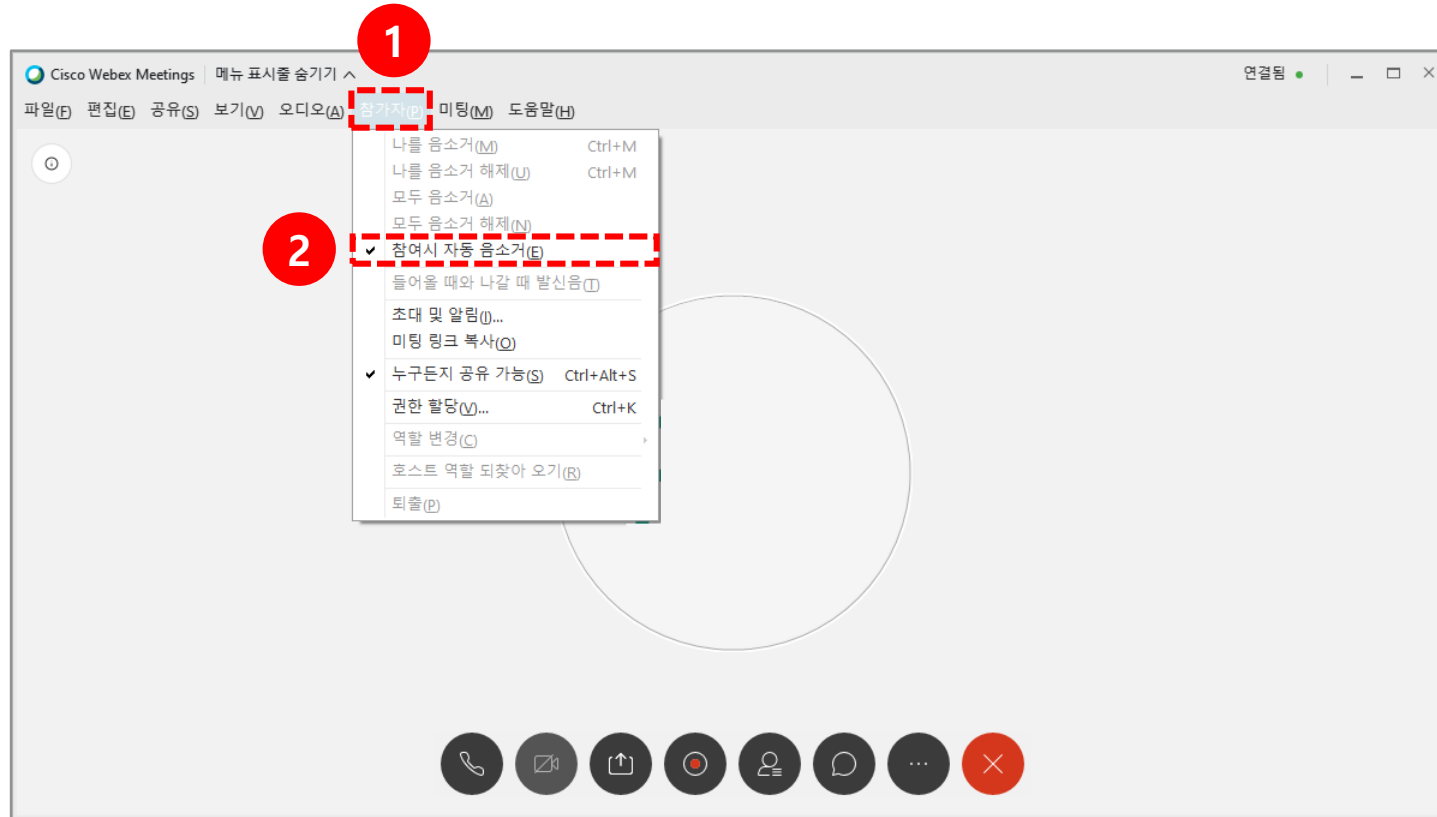 1
Cisco Webex Meetings 메뉴 표시줄 숨기기 연결됨
파일(F) 편집(E) 공유(S) 보기(V) 오디오(A) 참가자(P) 미팅(M) 도움말(H)
나를 음소거(M) Ctrl+M
나를 음소거 해제(U) Ctrl+M
모두 음소거(A)
모두 음소거 해제(N)
2
참여시 자동 음소거(E)
들어올 때와 나갈 때 발신음(T)
초대 및 알림(I)...
미팅 링크 복사(O)
누구든지 공유 가능(S) Ctrl+Alt+S
권한 할당(V)... Ctrl+K
역할 변경(C)
호스트 역할 되찾아 오기(R)
퇴출(P)